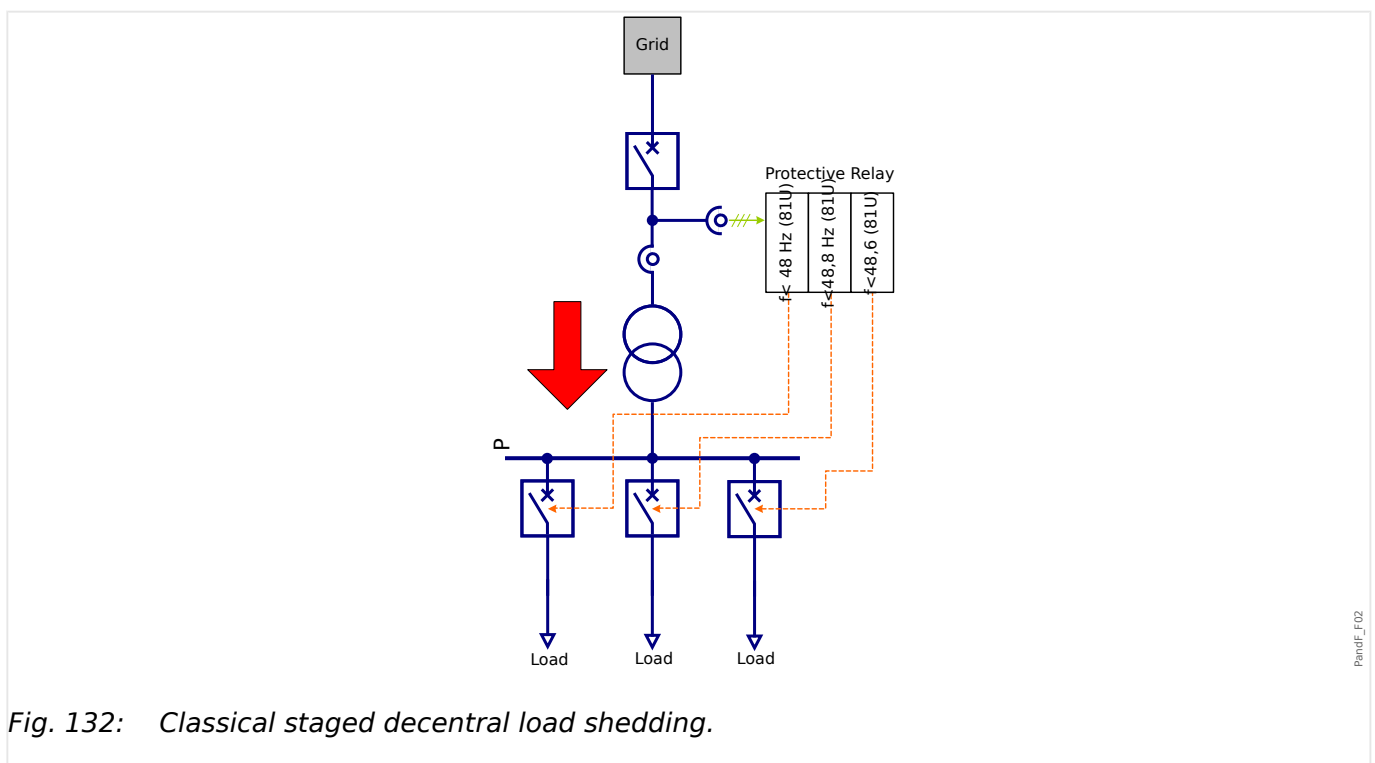 Grid
Protective Relay
f< 48 Hz (81U)
f<48,8 Hz (81U)
f<48,6 (81U)
P
Load
Load
Load
PandF_F02
Fig. 132: Classical staged decentral load shedding.